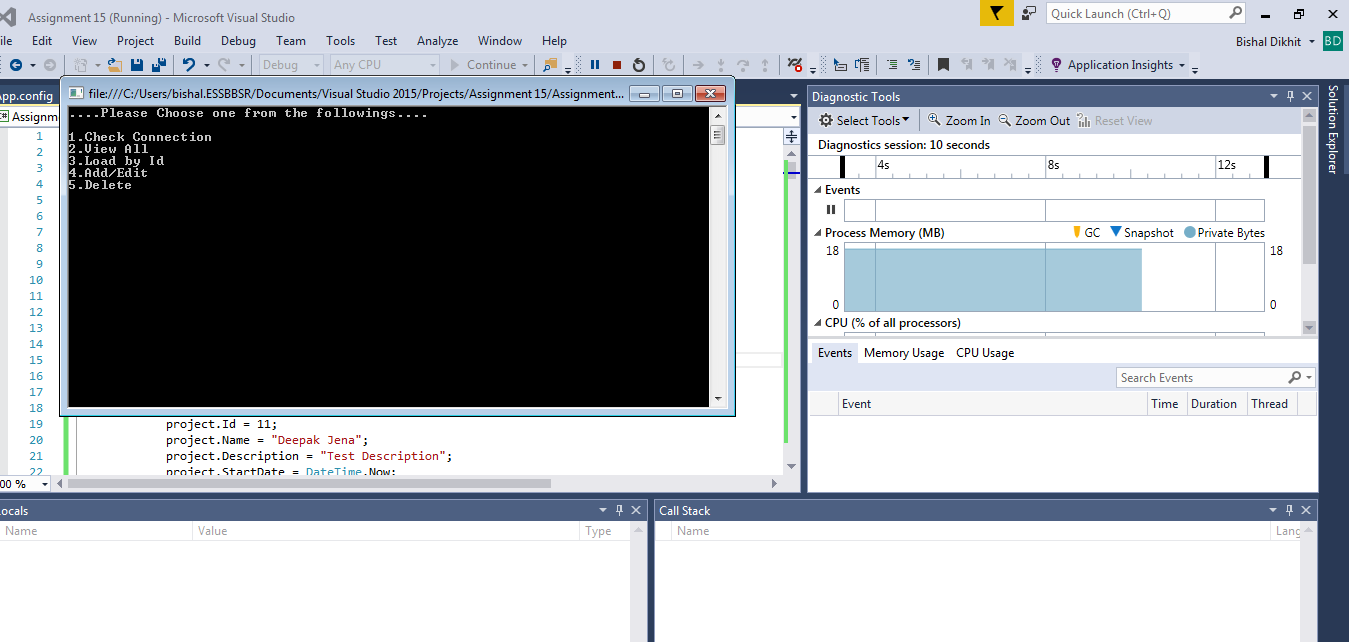 Assignment 15 (Running) - Microsoft Visual Studio
Quick Launch (Ctrl+Q)
ile Edit View Project Build Debug Team Tools Test Analyze Window Help
Bishal Dikhit BD
Debug Any CPU Continue Application Insights
pp.config
Assignm
file:///C:/Users/bishal.ESSBBSR/Documents/Visual Studio 2015/Projects/Assignment 15/Assignment...
....Please Choose one from the followings....
1.Check Connection
2.View All
3.Load by Id
4.Add/Edit
5.Delete
1
2
3
4
5
6
7
8
9
10
11
12
13
14
15
16
17
18
19 project.Id = 11;
20 project.Name = "Deepak Jena";
21 project.Description = "Test Description";
22 project.StartDate = DateTime.Now;
00 %
Diagnostic Tools
Select Tools Zoom In Zoom Out Reset View
Diagnostics session: 10 seconds
4s 8s 12s
Events
Process Memory (MB) GC Snapshot Private Bytes
18 18
0 0
CPU (% of all processors)
Events Memory Usage CPU Usage
Search Events
Event Time Duration Thread
Solution Explorer
ocals
Name Value Type
Call Stack
Name Lang